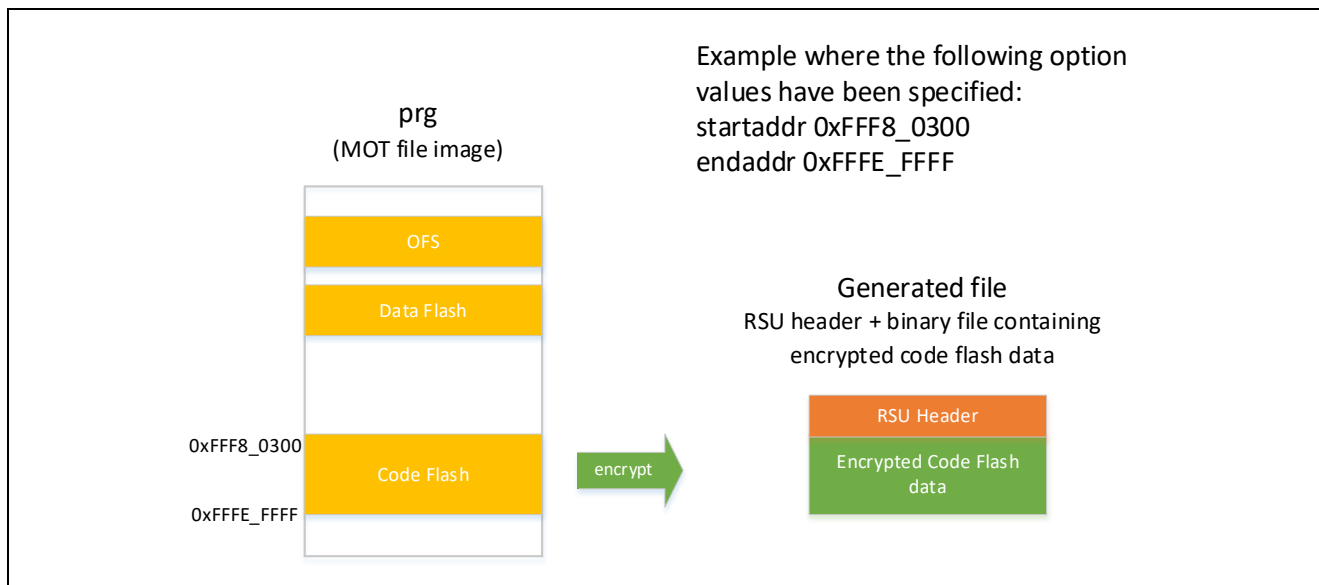 Example where the following option
values have been specified:
startaddr 0xFFF8_0300
endaddr 0xFFFE_FFFF
prg
(MOT file image)
OFS
Data Flash
0xFFF8_0300
Code Flash
0xFFFE_FFFF
encrypt
Generated file
RSU header + binary file containing
encrypted code flash data
RSU Header
Encrypted Code Flash
data